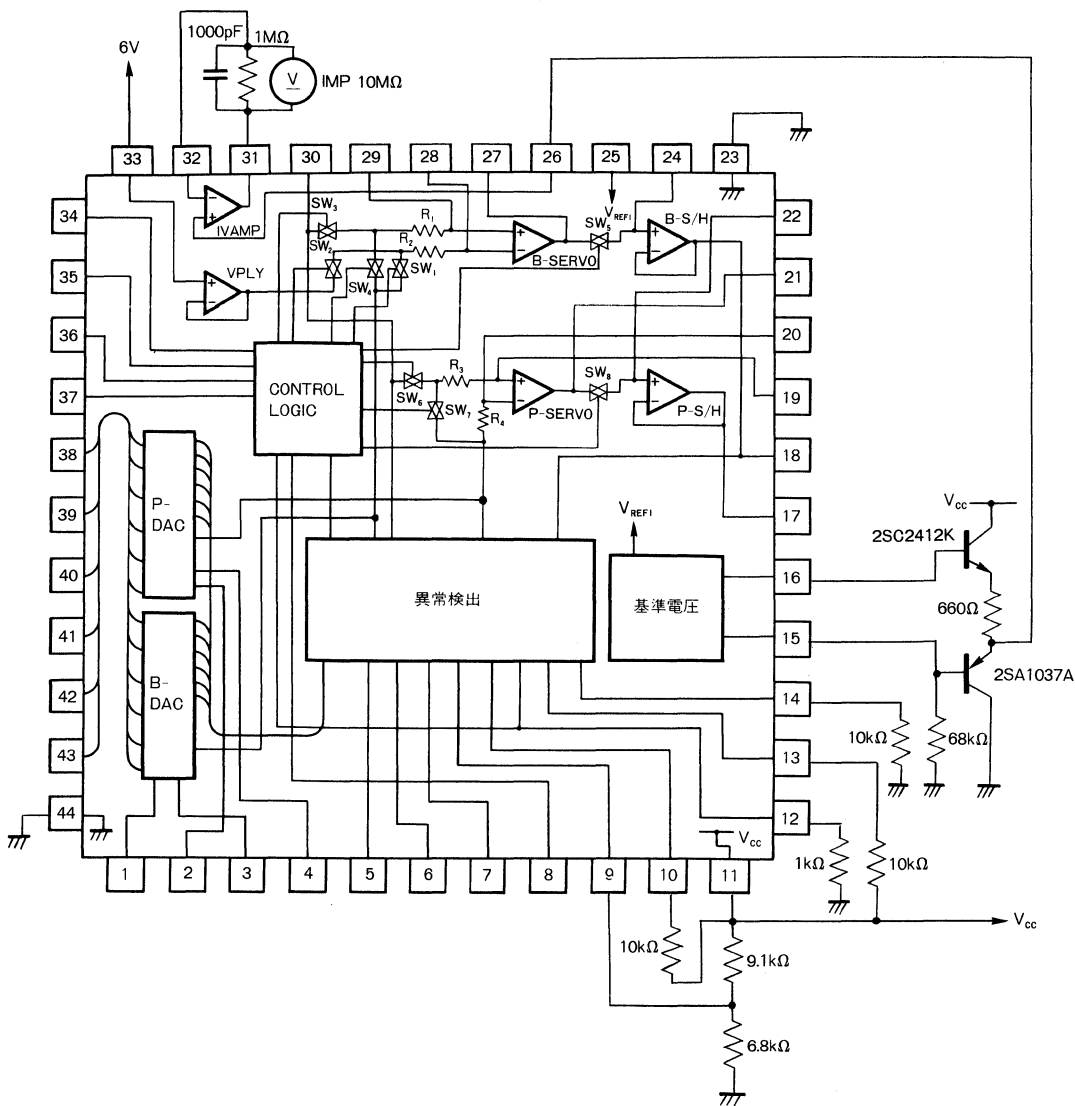 1000pF
1MΩ
6V
V
IMP 10MΩ
33
32
31
30
29
28
27
26
25
24
23
34
35
36
37
38
39
40
41
42
43
44
22
21
20
19
18
17
16
15
14
13
12
1
2
3
4
5
6
7
8
9
10
11
IVAMP
VPLY
SW3
SW2
SW4
SW1
R1
R2
B-SERVO
VREF1
SW5
B-S/H
CONTROL
LOGIC
SW6
SW7
R3
R4
P-SERVO
SW8
P-S/H
P-
DAC
B-
DAC
VREF1
異常検出
基準電圧
Vcc
2SC2412K
660Ω
2SA1037A
10kΩ
68kΩ
Vcc
1kΩ
10kΩ
Vcc
10kΩ
9.1kΩ
6.8kΩ